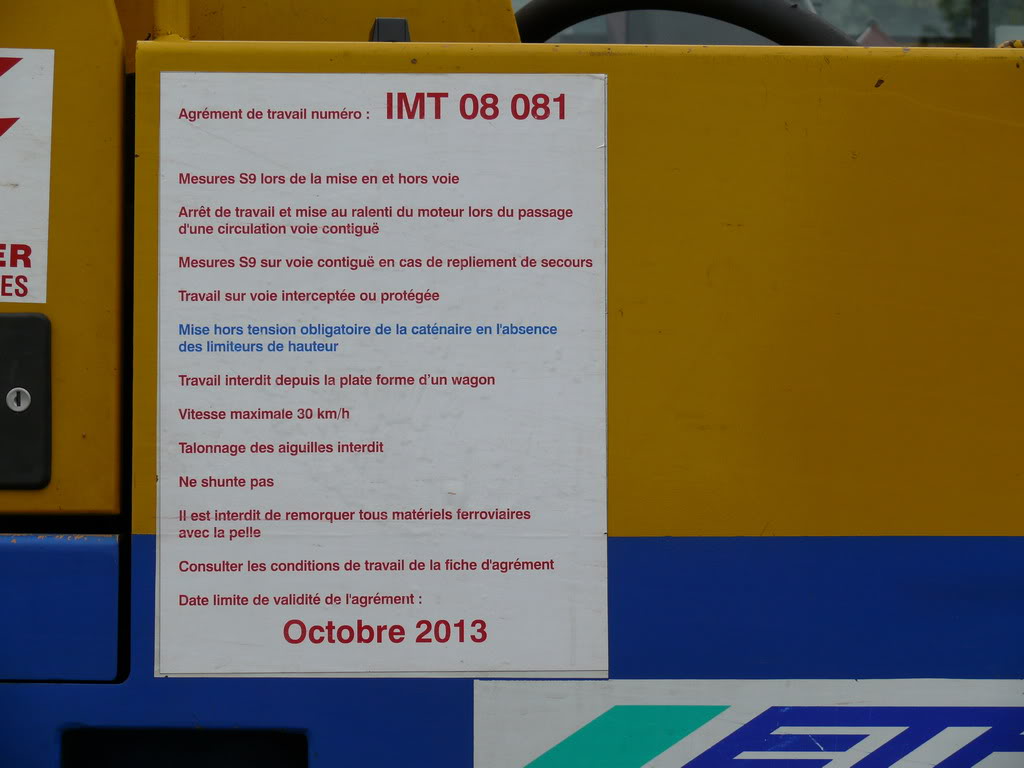 Agrément de travail numéro : IMT 08 081
Mesures S9 lors de la mise en et hors voie
Arrêt de travail et mise au ralenti du moteur lors du passage
d'une circulation voie contiguë
Mesures S9 sur voie contiguë en cas de repliement de secours
Travail sur voie interceptée ou protégée
Mise hors tension obligatoire de la caténaire en l'absence
des limiteurs de hauteur
Travail interdit depuis la plate forme d'un wagon
Vitesse maximale 30 km/h
Talonnage des aiguilles interdit
Ne shunte pas
Il est interdit de remorquer tous matériels ferroviaires
avec la pelle
Consulter les conditions de travail de la fiche d'agrément
Date limite de validité de l'agrément :
Octobre 2013
ER
ES